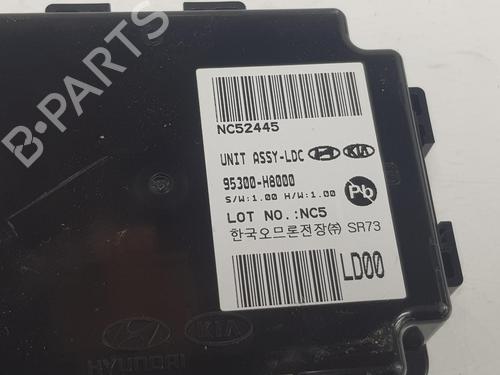 B-PARTS
NC52445
UNIT ASSY-LDC KIA
95300-H8000
S/W:1.00 H/W:1.00 Pb
LOT NO.:NC5
한국오므론전장㈜ SR73
LD00
KIA
HYUNDAI